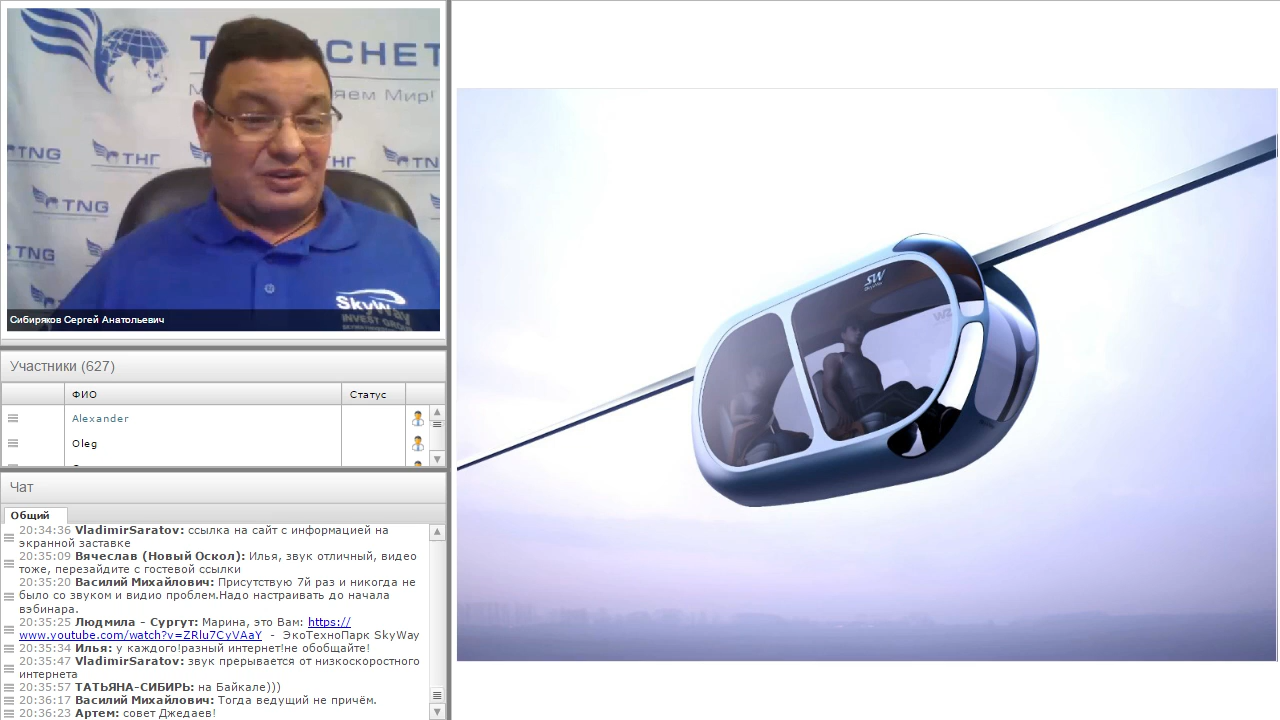 TNG
ТНГ
ТНГ
TNG
TNG
TNG
SkyWay
INVEST GROUP
Сибиряков Сергей Анатольевич
SW
SkyWay
Участники (627)
ФИО
Статус
Alexander
Oleg
Чат
Общий
20:34:36 VladimirSaratov: ссылка на сайт с информацией на
экранной заставке
20:35:09 Вячеслав (Новый Оскол): Илья, звук отличный, видео
тоже, перезайдите с гостевой ссылки
20:35:20 Василий Михайлович: Присутствую 7й раз и никогда не
было со звуком и видио проблем.Надо настраивать до начала
вэбинара.
20:35:25 Людмила - Сургут: Марина, это Вам: https://
www.youtube.com/watch?v=ZRlu7CyVAaY - ЭкоТехноПарк SkyWay
20:35:34 Илья: у каждого!разный интернет!не обобщайте!
20:35:47 VladimirSaratov: звук прерывается от низкоскоростного
интернета
20:35:57 ТАТЬЯНА-СИБИРЬ: на Байкале)))
20:36:17 Василий Михайлович: Тогда ведущий не причём.
20:36:23 Артем: совет Джедаев!